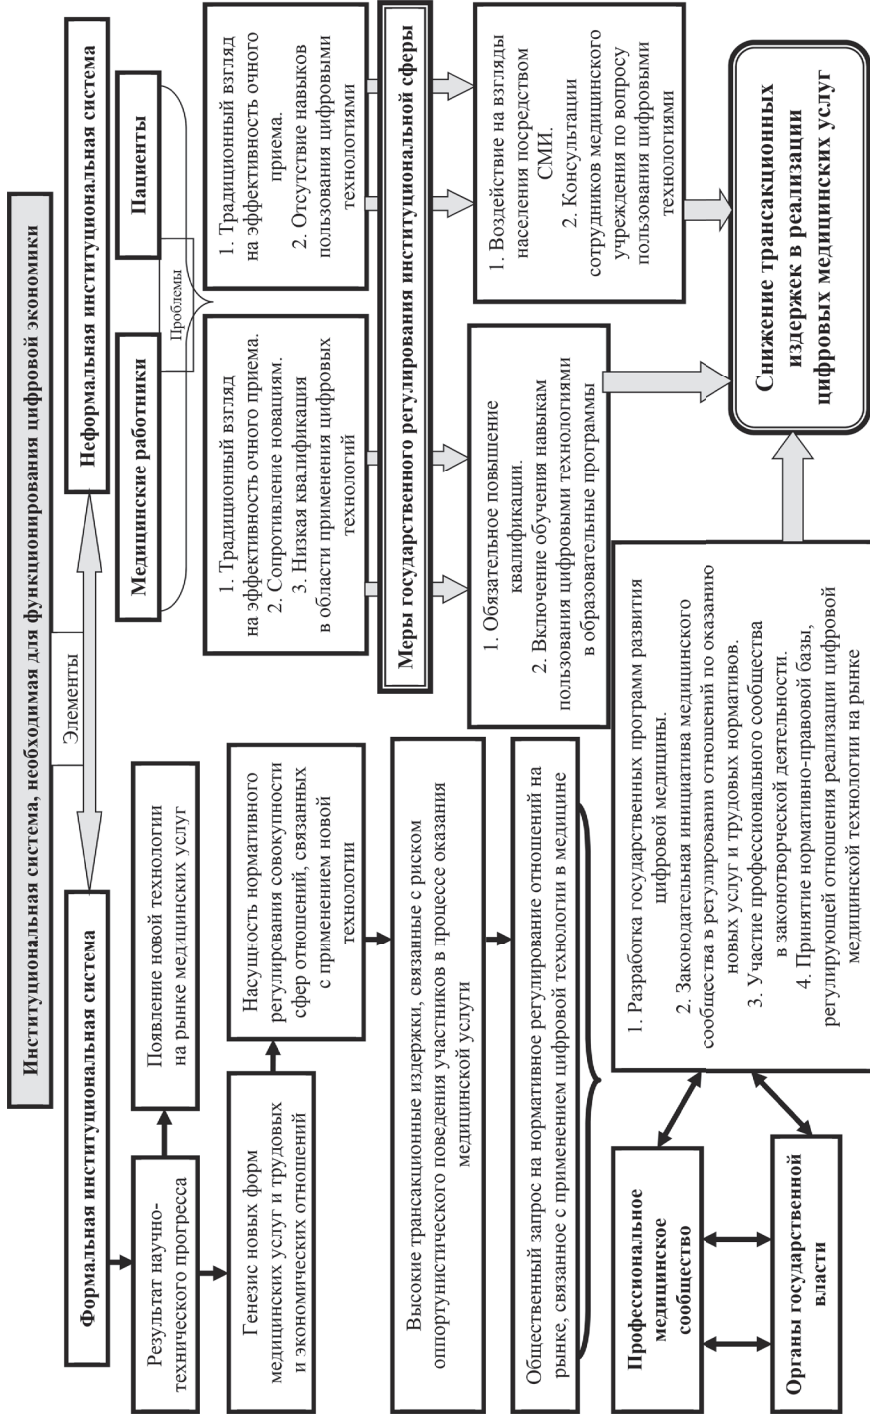 Институциональная система, необходимая для функционирования цифровой экономики
Элементы
Формальная институциональная система
Неформальная институциональная система
Результат научно-
технического прогресса
Появление новой технологии
на рынке медицинских услуг
Генезис новых форм
медицинских услуг и трудовых
и экономических отношений
Насущность нормативного
регулирования совокупности
сфер отношений, связанных
с применением новой
технологии
Высокие трансакционные издержки, связанные с риском
оппортунистического поведения участников в процессе оказания
медицинской услуги
Общественный запрос на нормативное регулирование отношений на
рынке, связанное с применением цифровой технологии в медицине
Профессиональное
медицинское
сообщество
Органы государственной
власти
1. Разработка государственных программ развития
цифровой медицины.
2. Законодательная инициатива медицинского
сообщества в регулировании отношений по оказанию
новых услуг и трудовых нормативов.
3. Участие профессионального сообщества
в законотворческой деятельности.
4. Принятие нормативно-правовой базы,
регулирующей отношения реализации цифровой
медицинской технологии на рынке
Медицинские работники
Пациенты
Проблемы
1. Традиционный взгляд
на эффективность очного приема.
2. Сопротивление новациям.
3. Низкая квалификация
в области применения цифровых
технологий
1. Традиционный взгляд
на эффективность очного
приема.
2. Отсутствие навыков
пользования цифровыми
технологиями
Меры государственного регулирования институциональной сферы
1. Обязательное повышение
квалификации.
2. Включение обучения навыкам
пользования цифровыми технологиями
в образовательные программы
1. Воздействие на взгляды
населения посредством
СМИ.
2. Консультации
сотрудников медицинского
учреждения по вопросу
пользования цифровыми
технологиями
Снижение трансакционных
издержек в реализации
цифровых медицинских услуг